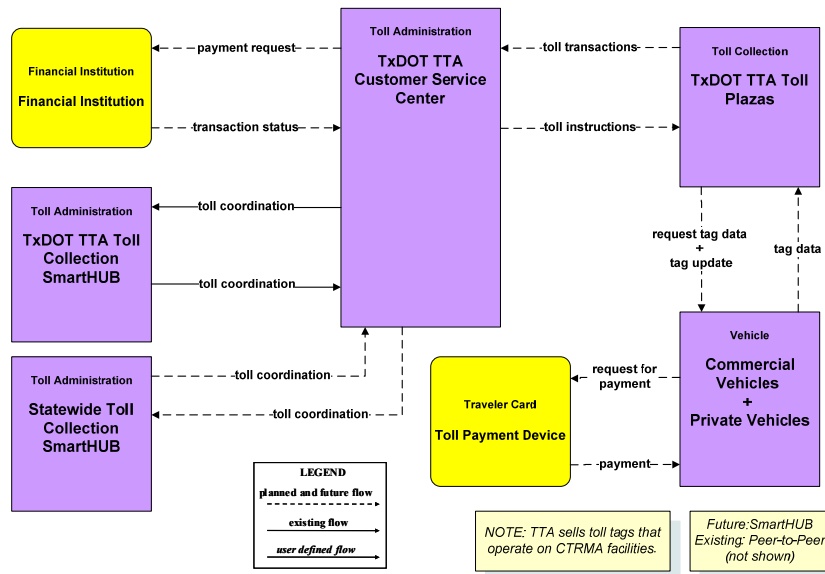 Financial Institution
Financial Institution
payment request
transaction status
Toll Administration
TxDOT TTA
Customer Service
Center
toll transactions
toll instructions
Toll Collection
TxDOT TTA Toll
Plazas
Toll Administration
TxDOT TTA Toll
Collection
SmartHUB
toll coordination
toll coordination
request tag data
+
tag update
tag data
Toll Administration
Statewide Toll
Collection
SmartHUB
toll coordination
toll coordination
Traveler Card
Toll Payment Device
request for
payment
payment
Vehicle
Commercial
Vehicles
+
Private Vehicles
LEGEND
planned and future flow
existing flow
user defined flow
NOTE: TTA sells toll tags that
operate on CTRMA facilities.
Future:SmartHUB
Existing: Peer-to-Peer
(not shown)